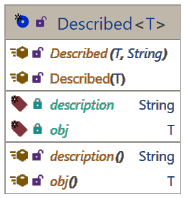 Described<T>
Described(T, String)
Described(T)
description String
obj T
description() String
obj() T